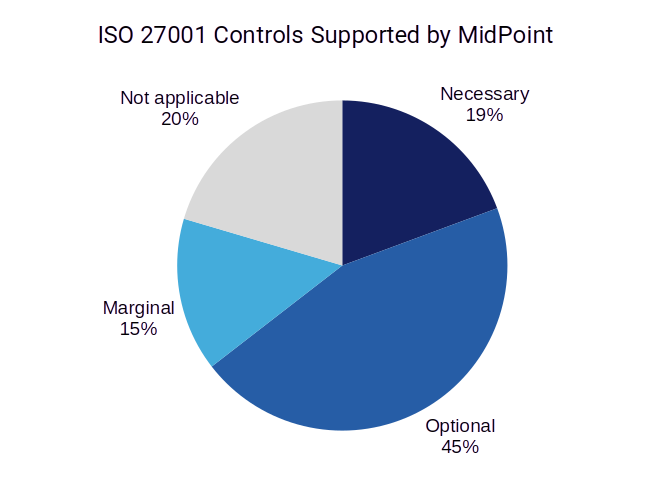 ISO 27001 Controls Supported by MidPoint
Not applicable
20%
Necessary
19%
Marginal
15%
Optional
45%